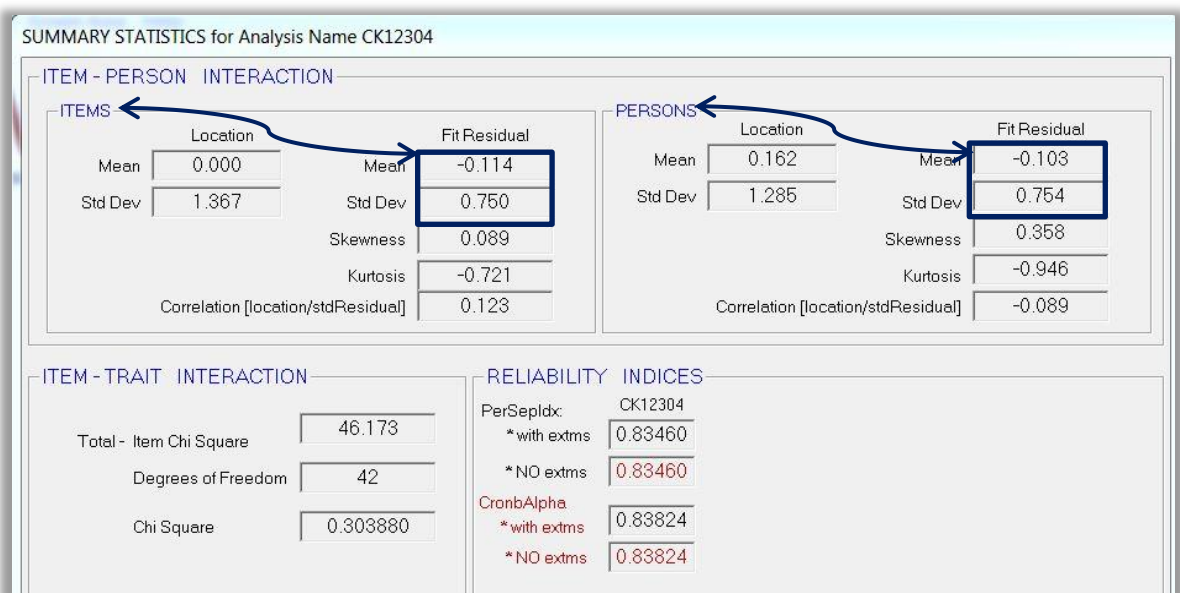 SUMMARY STATISTICS for Analysis Name CK12304
ITEM - PERSON INTERACTION
ITEMS
Location Fit Residual
Mean 0.000 Mean -0.114
Std Dev 1.367 Std Dev 0.750
Skewness 0.089
Kurtosis -0.721
Correlation [location/stdResidual] 0.123
PERSONS
Location Fit Residual
Mean 0.162 Mean -0.103
Std Dev 1.285 Std Dev 0.754
Skewness 0.358
Kurtosis -0.946
Correlation [location/stdResidual] -0.089
ITEM - TRAIT INTERACTION
Total - Item Chi Square 46.173
Degrees of Freedom 42
Chi Square 0.303880
RELIABILITY INDICES
PerSepIdx: CK12304
*with extms 0.83460
*NO extms 0.83460
CronbAlpha
*with extms 0.83824
*NO extms 0.83824